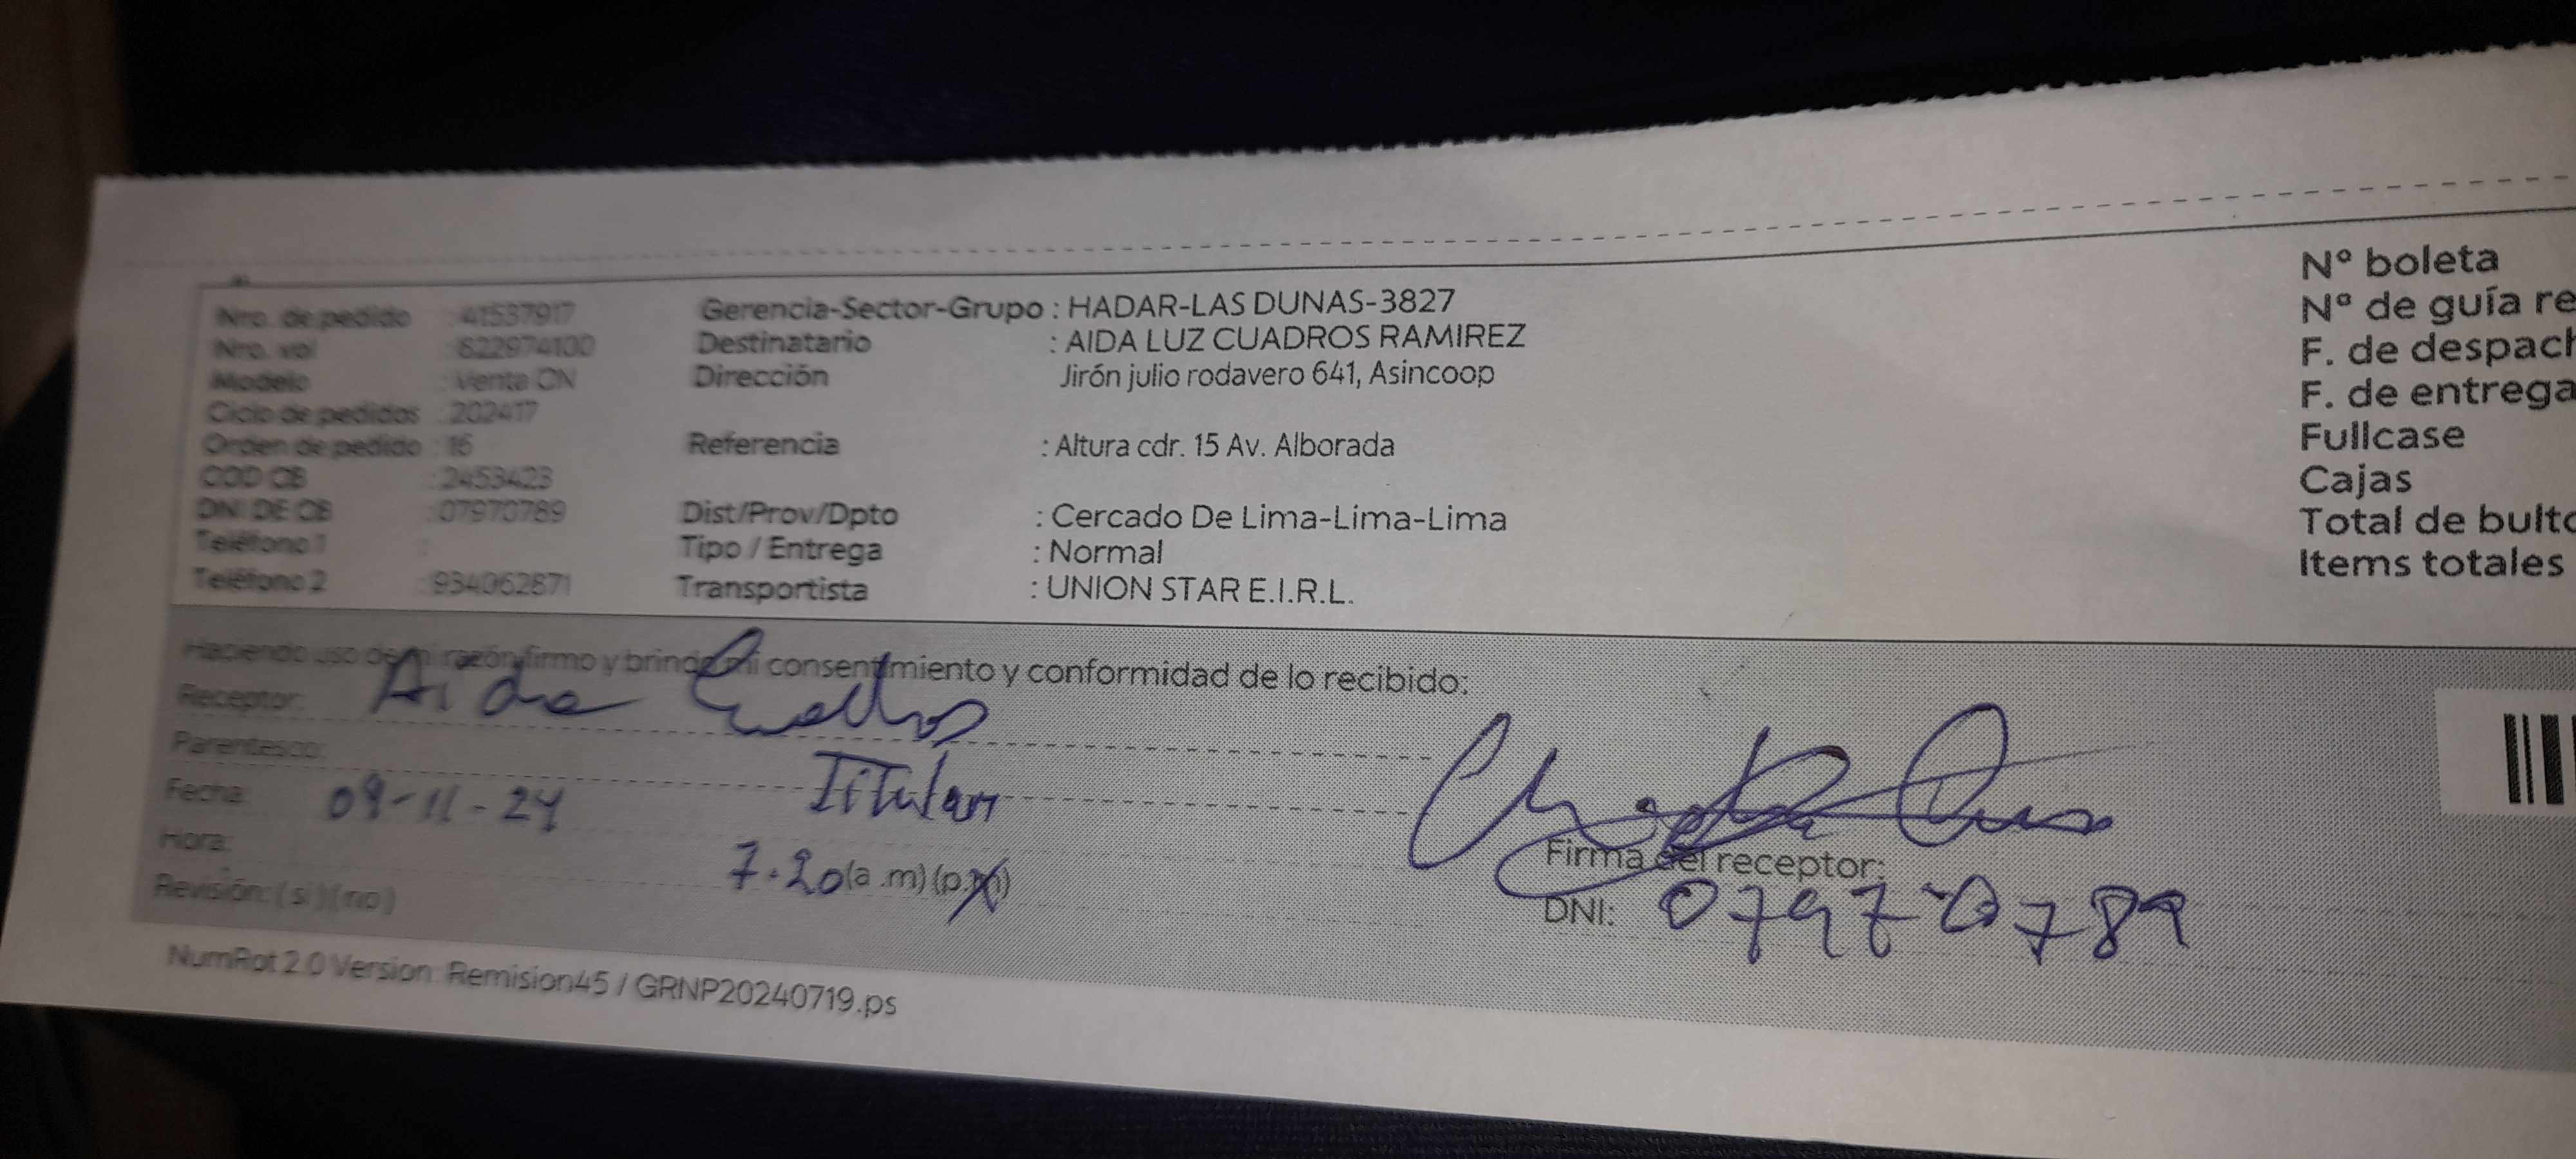 Nro. de pedido : 41537917 Gerencia-Sector-Grupo : HADAR-LAS DUNAS-3827 N° boleta
Nro. vol : 822974100 Destinatario : AIDA LUZ CUADROS RAMIREZ Nª de guía re
Modelo : Venta CN Dirección Jirón julio rodavero 641, Asincoop F. de despach
Ciclo de pedidos : 202417 F. de entrega
Orden de pedido : 16 Referencia : Altura cdr. 15 Av. Alborada Fullcase
COD CB : 2453423 Cajas
DNI DE CB : 07970789 Dist/Prov/Dpto : Cercado De Lima-Lima-Lima Total de bulto
Teléfono 1 : Tipo / Entrega : Normal Items totales
Teléfono 2 : 934062871 Transportista : UNION STAR E.I.R.L.
Haciendo uso de mi razón firmo y brindo mi consentimiento y conformidad de lo recibido:
Receptor: Aida Cuadros
Parentesco: Titular
Fecha: 09-11-24
Hora: 7.20 (a .m) (p.m)
Firma del receptor:
Revisión: ( si ) ( no )
DNI: 07970789
NumRot 2.0 Version: Remision45 / GRNP20240719.ps